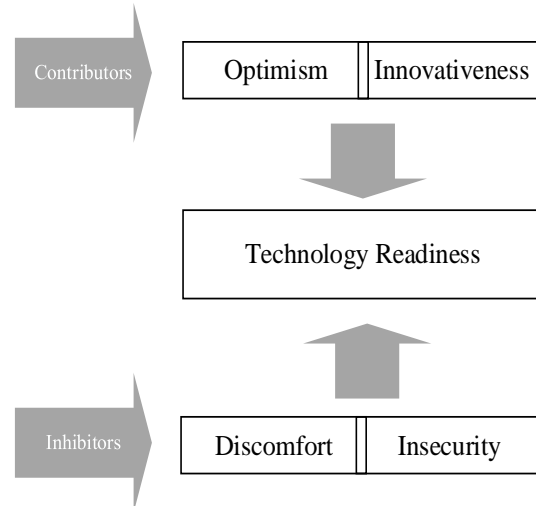 Contributors
Optimism Innovativeness
Technology Readiness
Inhibitors
Discomfort Insecurity